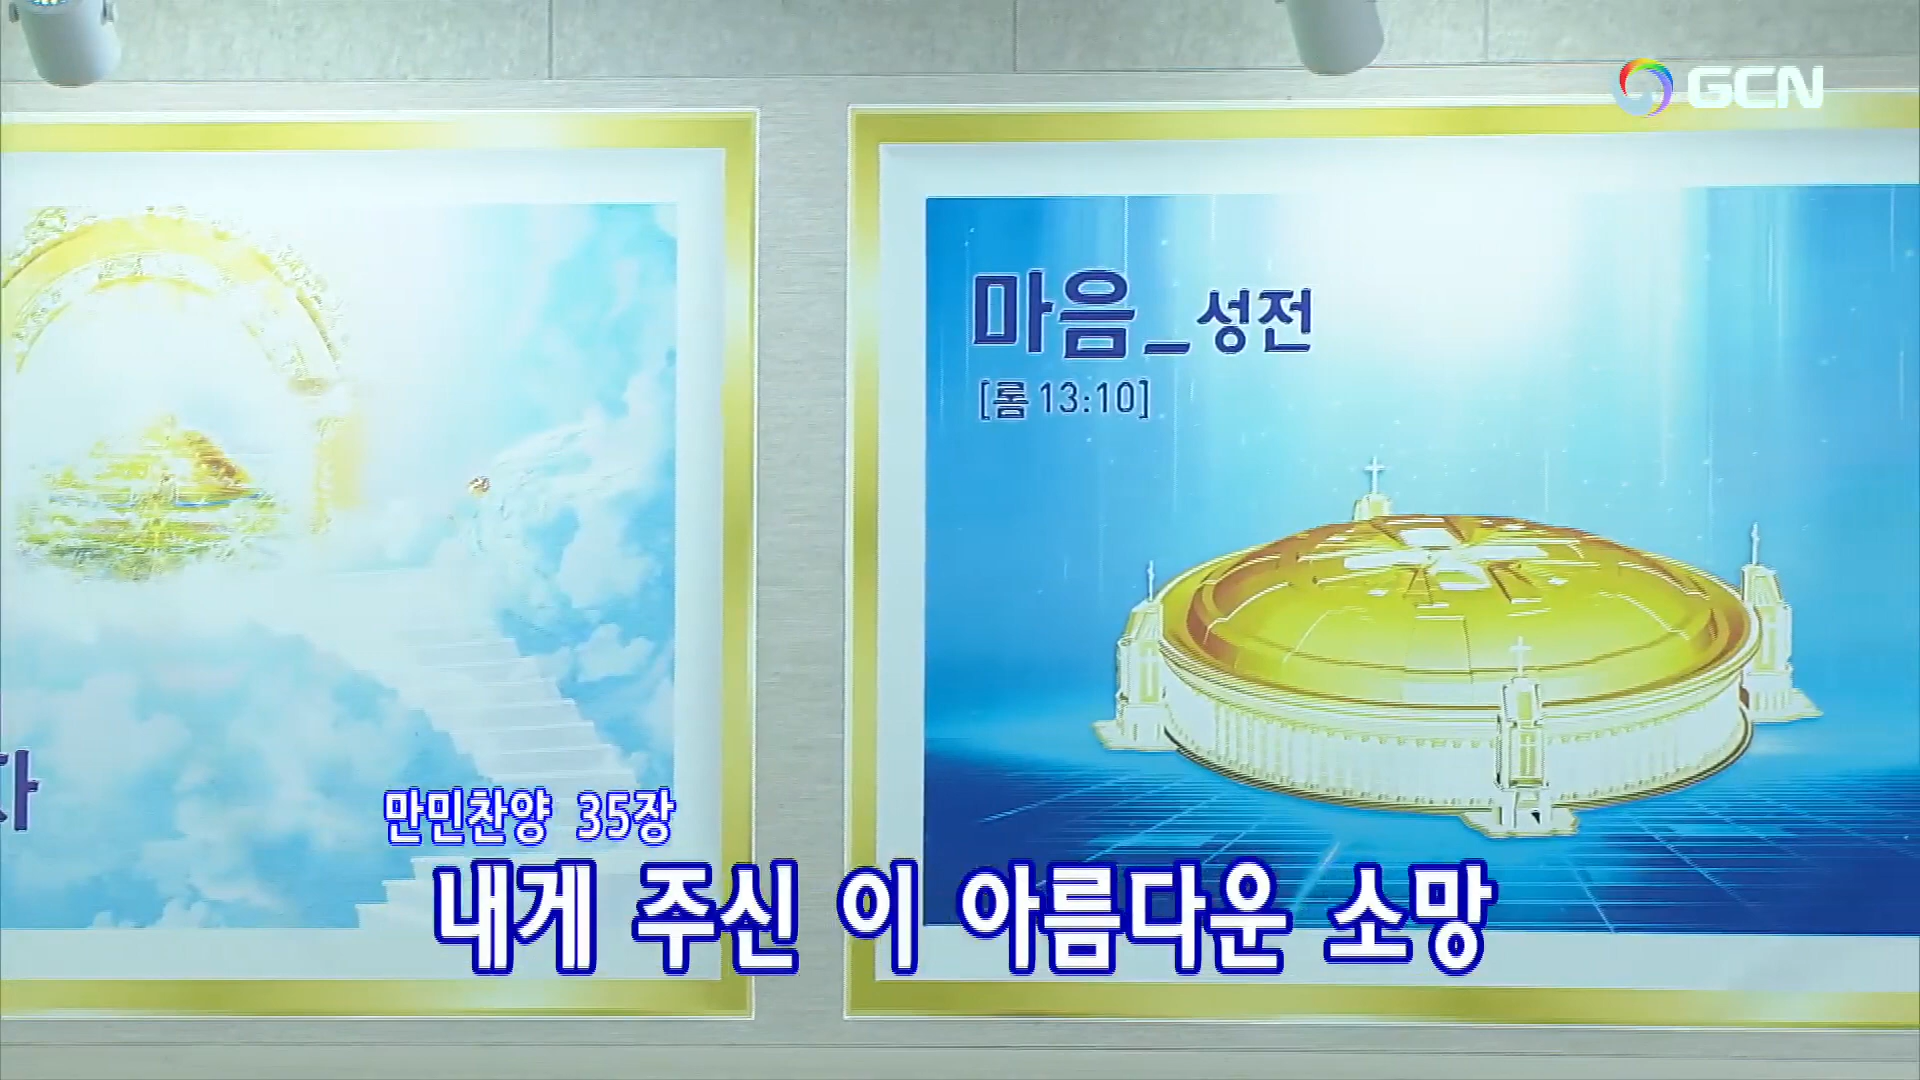 GCN
마음_성전
[롬 13:10]
자
만민찬양 35장
내게 주신 이 아름다운 소망